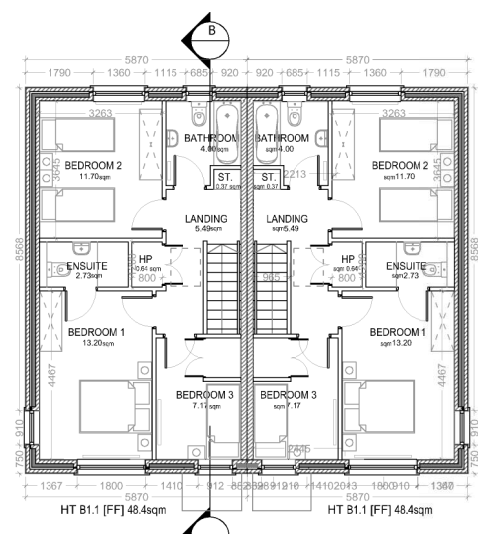 B
5870 5870
1790 1360 1115 685 920 920 685 1115 1360 1790
3263 3263
BATHROOM BATHROOM
4.00 sqm sqm 4.00
BEDROOM 2 BEDROOM 2
11.70sqm sqm11.70
3645 3645
ST. ST.
0.37 sqm sqm 0.37
2213
LANDING LANDING
5.49sqm sqm5.49
8568 8568
ENSUITE HP HP ENSUITE
2.73sqm 0.64 sqm sqm 0.64 sqm2.73
800 965 800
BEDROOM 1 BEDROOM 1
13.20sqm sqm13.20
4467 4467
BEDROOM 3 BEDROOM 3
7.17 sqm sqm 7.17
910 910
750 750
1367 1800 1410 912
5870 5870
HT B1.1 [FF] 48.4sqm HT B1.1 [FF] 48.4sqm